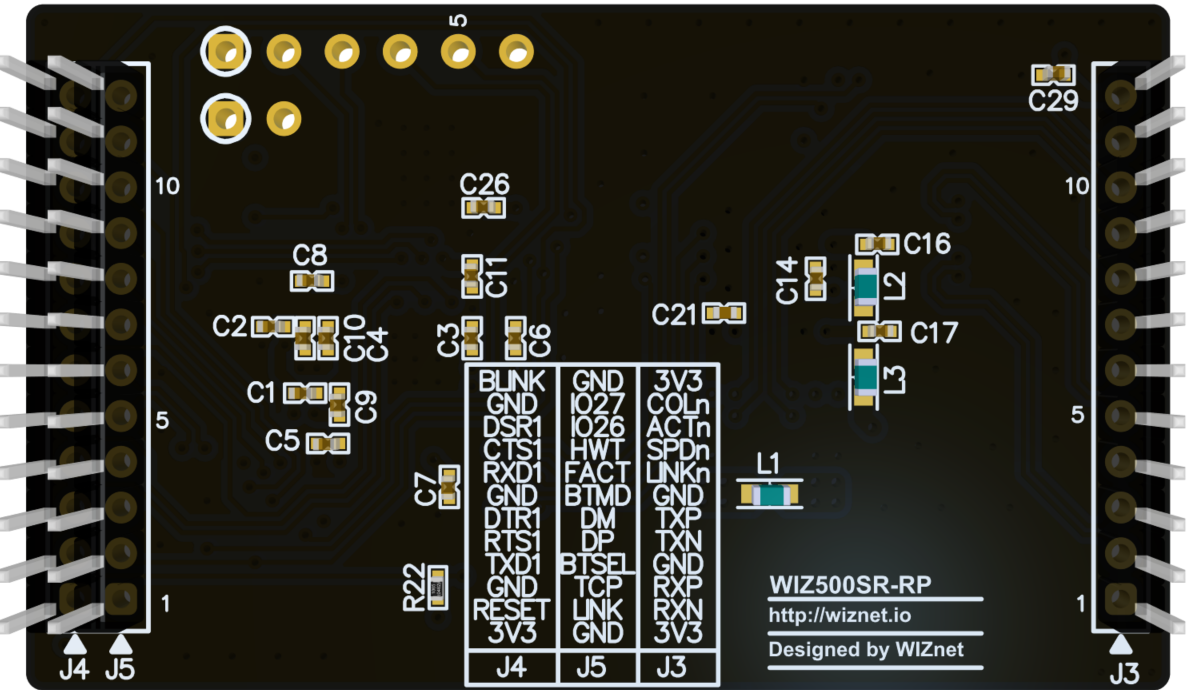 5
C29
10
10
C26
C8
C11
C16
C14
L2
C2
C10
C4
C3
C6
C21
C17
L3
C1
C9
C5
5
5
BLINK GND 3V3
GND IO27 COLn
DSR1 IO26 ACTn
CTS1 HWT SPDn
RXD1 FACT LINKn
GND BTMD GND
DTR1 DM TXP
RTS1 DP TXN
TXD1 BTSEL GND
GND TCP RXP
RESET LINK RXN
3V3 GND 3V3
J4 J5 J3
C7
L1
R22
WIZ500SR-RP
http://wiznet.io
Designed by WIZnet
1
1
J4 J5
J3